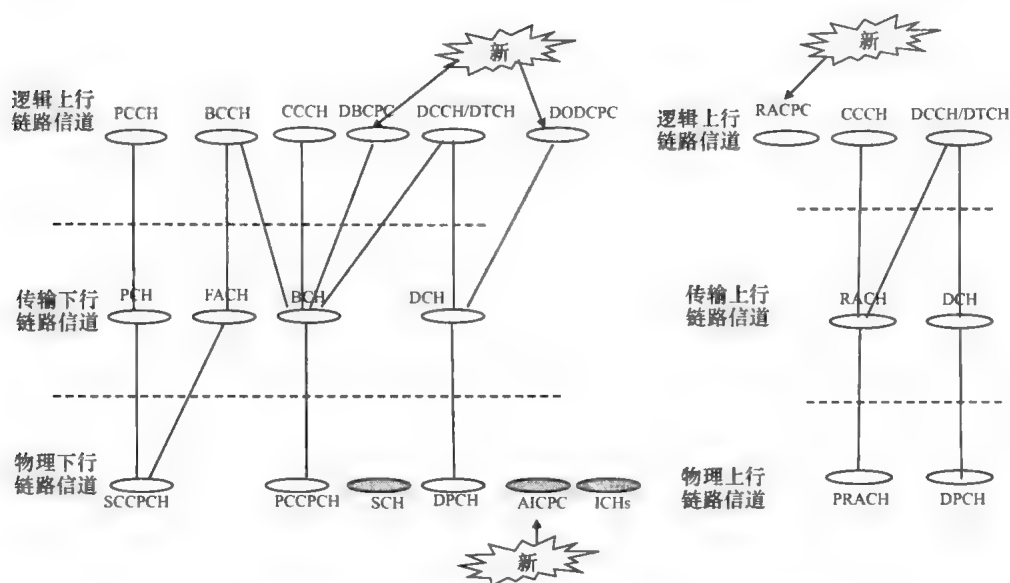 新
新
逻辑上行
链路信道
PCCH
BCCH
CCCH
DBCPC
DCCH/DTCH
DODCPC
逻辑上行
链路信道
RACPC
CCCH
DCCH/DTCH
传输下行
链路信道
PCH
FACH
BCH
DCH
传输上行
链路信道
RACH
DCH
物理下行
链路信道
SCCPCH
PCCPCH
SCH
DPCH
AICPC
ICHs
物理上行
链路信道
PRACH
DPCH
新